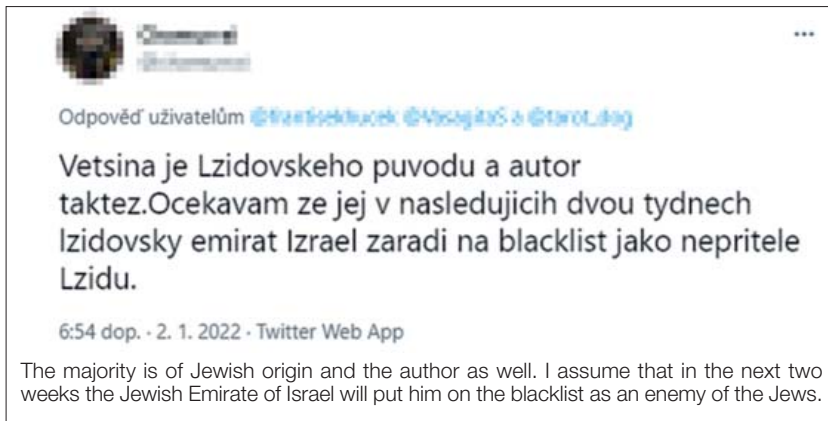 ...
Odpověď uživatelům a
Vetsina je Lzidovskeho puvodu a autor
taktez.Ocekavam ze jej v nasledujicih dvou tydnech
lzidovsky emirat Izrael zaradi na blacklist jako nepritele
Lzidu.
6:54 dop. · 2. 1. 2022 · Twitter Web App
The majority is of Jewish origin and the author as well. I assume that in the next two
weeks the Jewish Emirate of Israel will put him on the blacklist as an enemy of the Jews.